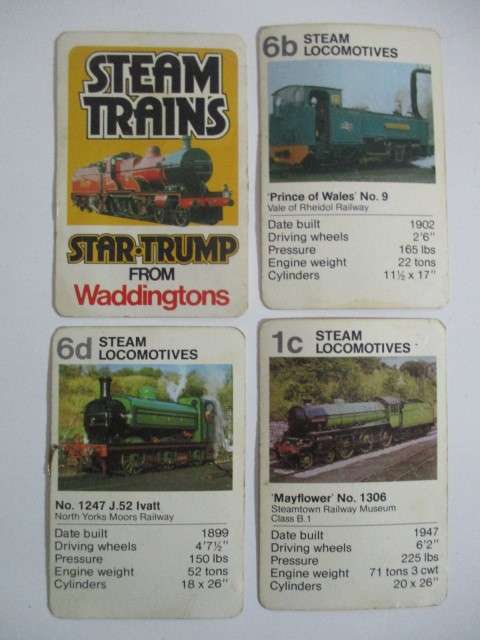 STEAM
TRAINS
STAR·TRUMP
FROM
Waddingtons
6b STEAM
LOCOMOTIVES
'Prince of Wales' No. 9
Vale of Rheidol Railway
Date built 1902
Driving wheels 2'6"
Pressure 165 lbs
Engine weight 22 tons
Cylinders 11½ x 17"
6d STEAM
LOCOMOTIVES
No. 1247 J.52 Ivatt
North Yorks Moors Railway
Date built 1899
Driving wheels 4'7½"
Pressure 150 lbs
Engine weight 52 tons
Cylinders 18 x 26"
1c STEAM
LOCOMOTIVES
'Mayflower' No. 1306
Steamtown Railway Museum
Class B.1
Date built 1947
Driving wheels 6'2"
Pressure 225 lbs
Engine weight 71 tons 3 cwt
Cylinders 20 x 26"